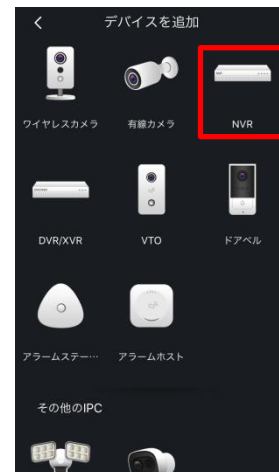 デバイスを追加
ワイヤレスカメラ
有線カメラ
NVR
DVR/XVR
VTO
ドアベル
アラームステー…
アラームホスト
その他のIPC